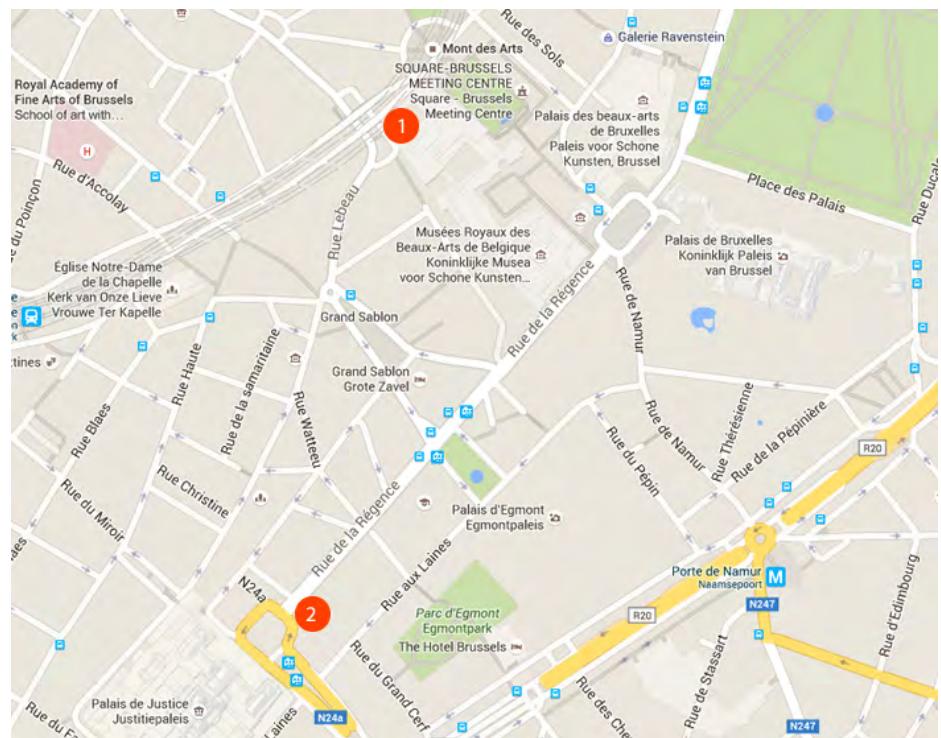 Rue des Sols
Galerie Ravenstein
Mont des Arts
SQUARE-BRUSSELS
MEETING CENTRE
Square - Brussels
Meeting Centre
Royal Academy of
Fine Arts of Brussels
School of art with...
1
H
Palais des beaux-arts
de Bruxelles
Paleis voor Schone
Kunsten, Brussel
Rue d'Accolay
Place des Palais
Rue Ducale
du Poinçon
Rue Lebeau
Musées Royaux des
Beaux-Arts de Belgique
Koninklijke Musea
voor Schone Kunsten...
Palais de Bruxelles
Koninklijk Paleis
van Brussel
Église Notre-Dame
de la Chapelle
Kerk van Onze Lieve
Vrouwe Ter Kapelle
Rue de la Régence
Rue de Namur
Grand Sablon
tines
Rue Haute
Rue de la samaritaine
Grand Sablon
Grote Zavel
Rue Blaes
Rue Watteeu
Rue de Namur
Rue Thérésienne
Rue de la Pépinière
R20
Rue du Pépin
Rue Christine
Rue du Miroir
Rue de la Régence
Palais d'Egmont
Egmontpaleis
Rue aux Laines
Porte de Namur
Naamsepoort
M
N24a
2
Parc d'Egmont
Egmontpark
R20
N247
Rue d'Edimbourg
The Hotel Brussels
Rue du Grand Cerf
Rue de Stassart
Palais de Justice
Justitiepaleis
Rue du
Laines
N24a
Rue des Che
N247